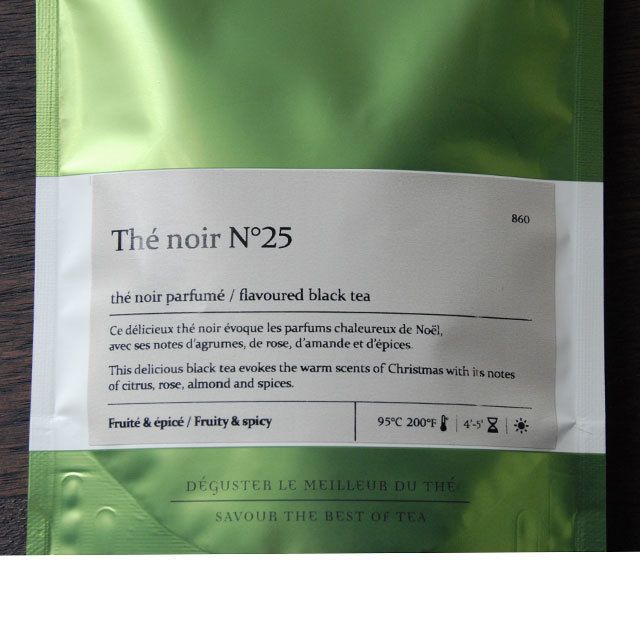 860
Thé noir N°25
thé noir parfumé / flavoured black tea
Ce délicieux thé noir évoque les parfums chaleureux de Noël,
avec ses notes d'agrumes, de rose, d'amande et d'épices.
This delicious black tea evokes the warm scents of Christmas with its notes
of citrus, rose, almond and spices.
Fruité & épicé / Fruity & spicy
95°C 200°F | 4'-5' |
DÉGUSTER LE MEILLEUR DU THÉ
SAVOUR THE BEST OF TEA